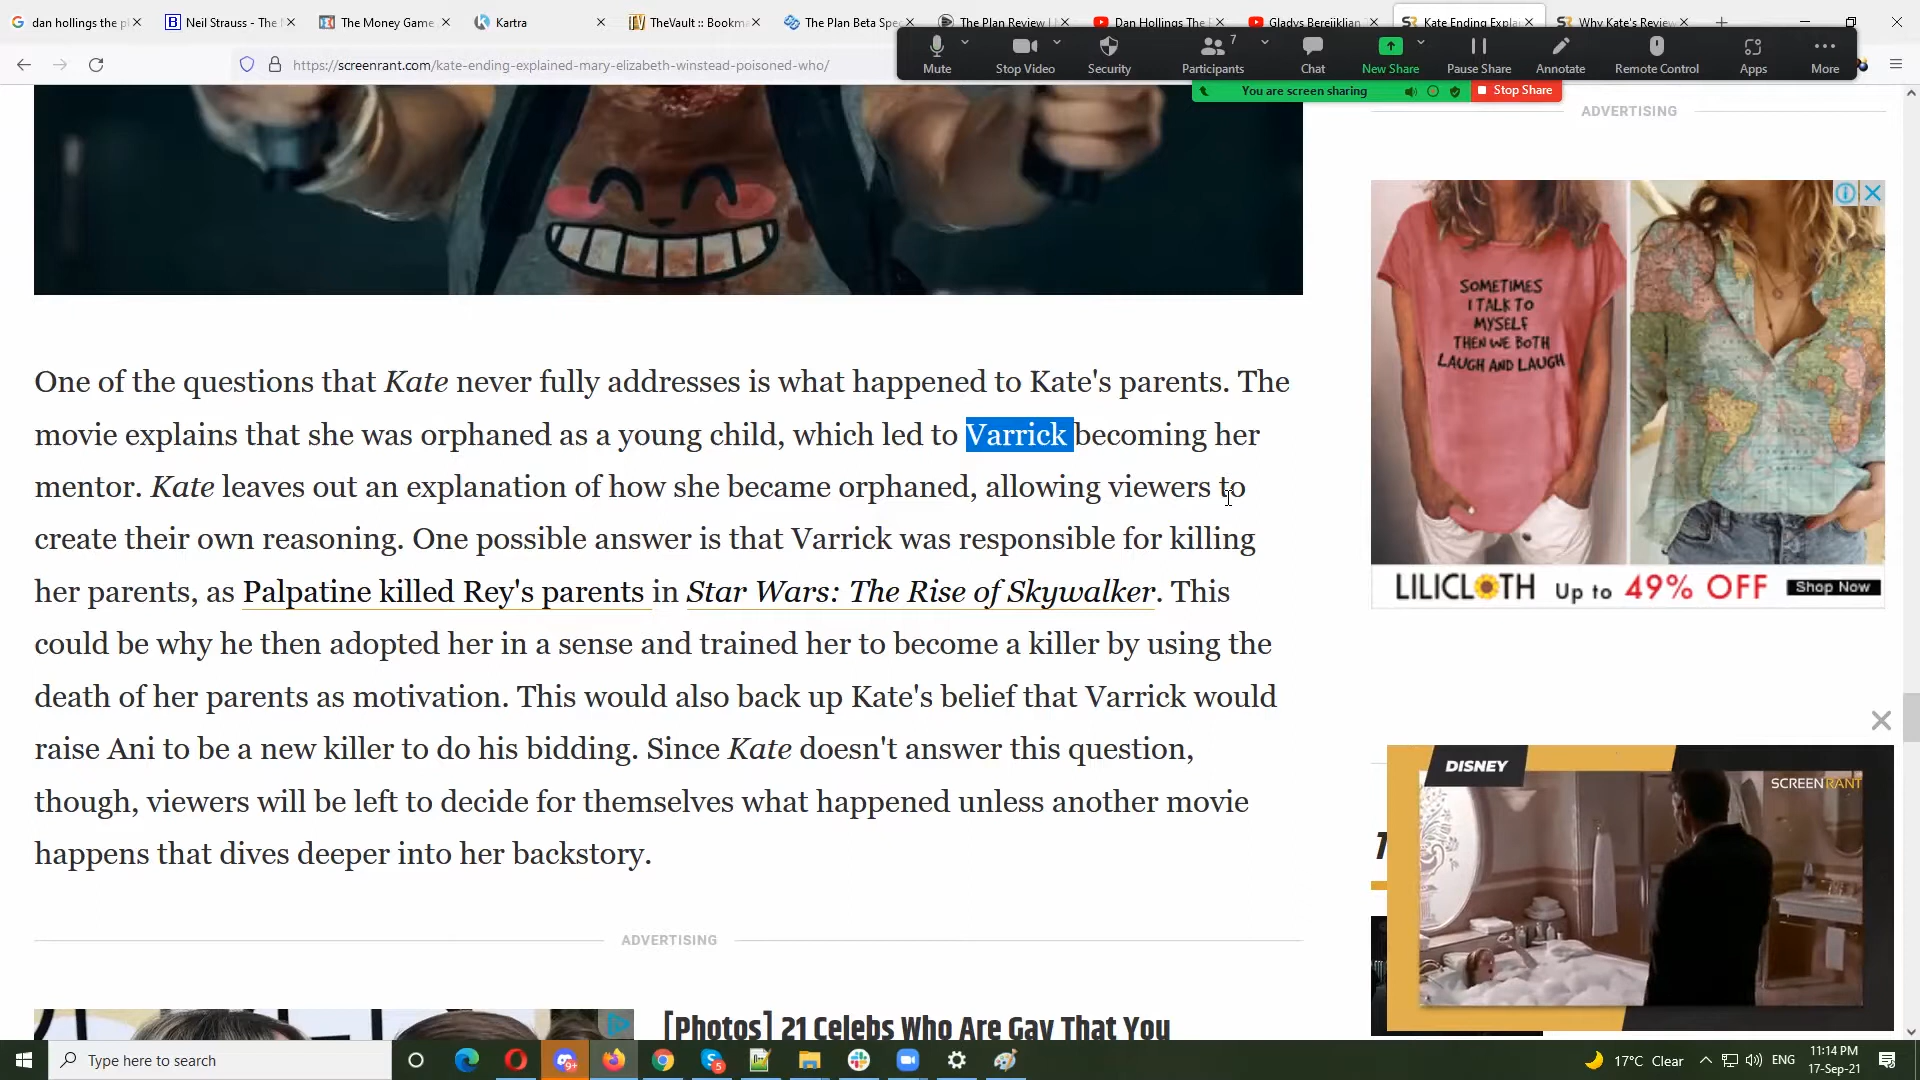 dan hollings the p
Neil Strauss - The
The Money Game
Kartra
TheVault :: Bookm
The Plan Beta Spec
The Plan Review
Dan Hollings The
Gladys Berejiklian
Kate Ending Explai
Why Kate's Review
https://screenrant.com/kate-ending-explained-mary-elizabeth-winstead-poisoned-who/
Mute
Stop Video
Security
Participants
7
Chat
New Share
Pause Share
Annotate
Remote Control
Apps
More
You are screen sharing
Stop Share
ADVERTISING
One of the questions that Kate never fully addresses is what happened to Kate's parents. The
movie explains that she was orphaned as a young child, which led to Varrick becoming her
mentor. Kate leaves out an explanation of how she became orphaned, allowing viewers to
create their own reasoning. One possible answer is that Varrick was responsible for killing
her parents, as Palpatine killed Rey's parents in Star Wars: The Rise of Skywalker. This
could be why he then adopted her in a sense and trained her to become a killer by using the
death of her parents as motivation. This would also back up Kate's belief that Varrick would
raise Ani to be a new killer to do his bidding. Since Kate doesn't answer this question,
though, viewers will be left to decide for themselves what happened unless another movie
happens that dives deeper into her backstory.
SOMETIMES
I TALK TO
MYSELF
THEN WE BOTH
LAUGH AND LAUGH
LILICLOTH Up to 49% OFF Shop Now
DISNEY
SCREENRANT
ADVERTISING
[Photos] 21 Celebs Who Are Gay That You
Type here to search
9+
5
17°C Clear
ENG
11:14 PM
17-Sep-21